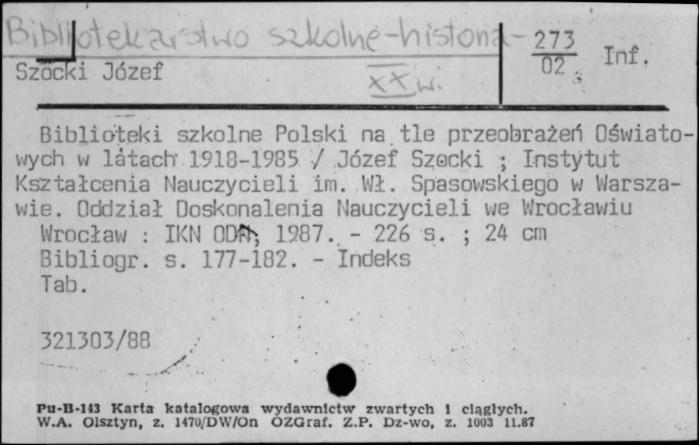 Bibliotekarstwo szkolne-historia-
273
02 Inf.
Szocki Józef
XX w.
Biblioteki szkolne Polski na tle przeobrażeń Oświato-
wych w latach 1918-1985 / Józef Szocki ; Instytut
Kształcenia Nauczycieli im. Wł. Spasowskiego w Warsza-
wie. Oddział Doskonalenia Nauczycieli we Wrocławiu
Wrocław : IKN ODN, 1987. - 226 s. ; 24 cm
Bibliogr. s. 177-182. - Indeks
Tab.
321303/88
Pu-B-143 Karta katalogowa wydawnictw zwartych i ciągłych.
W.A. Olsztyn, z. 1470/DW/On OZGraf. Z.P. Dz-wo, z. 1003 11.87